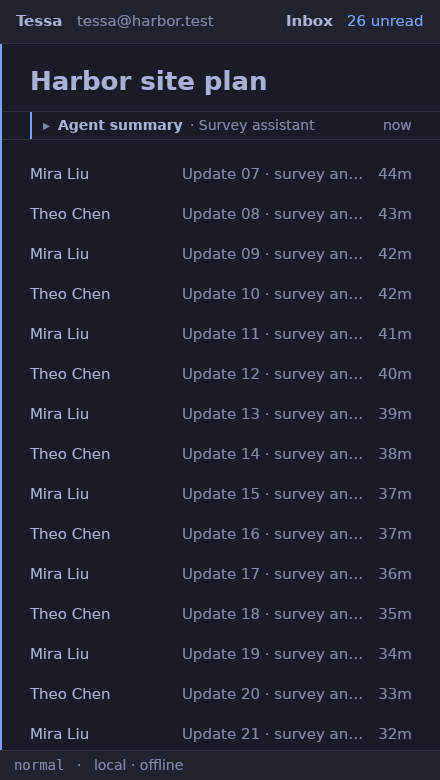 Tessa tessa@harbor.test Inbox 26 unread
Harbor site plan
▸ Agent summary · Survey assistant now
Mira Liu Update 07 · survey an… 44m
Theo Chen Update 08 · survey an… 43m
Mira Liu Update 09 · survey an… 42m
Theo Chen Update 10 · survey an… 42m
Mira Liu Update 11 · survey an… 41m
Theo Chen Update 12 · survey an… 40m
Mira Liu Update 13 · survey an… 39m
Theo Chen Update 14 · survey an… 38m
Mira Liu Update 15 · survey an… 37m
Theo Chen Update 16 · survey an… 37m
Mira Liu Update 17 · survey an… 36m
Theo Chen Update 18 · survey an… 35m
Mira Liu Update 19 · survey an… 34m
Theo Chen Update 20 · survey an… 33m
Mira Liu Update 21 · survey an… 32m
normal · local · offline